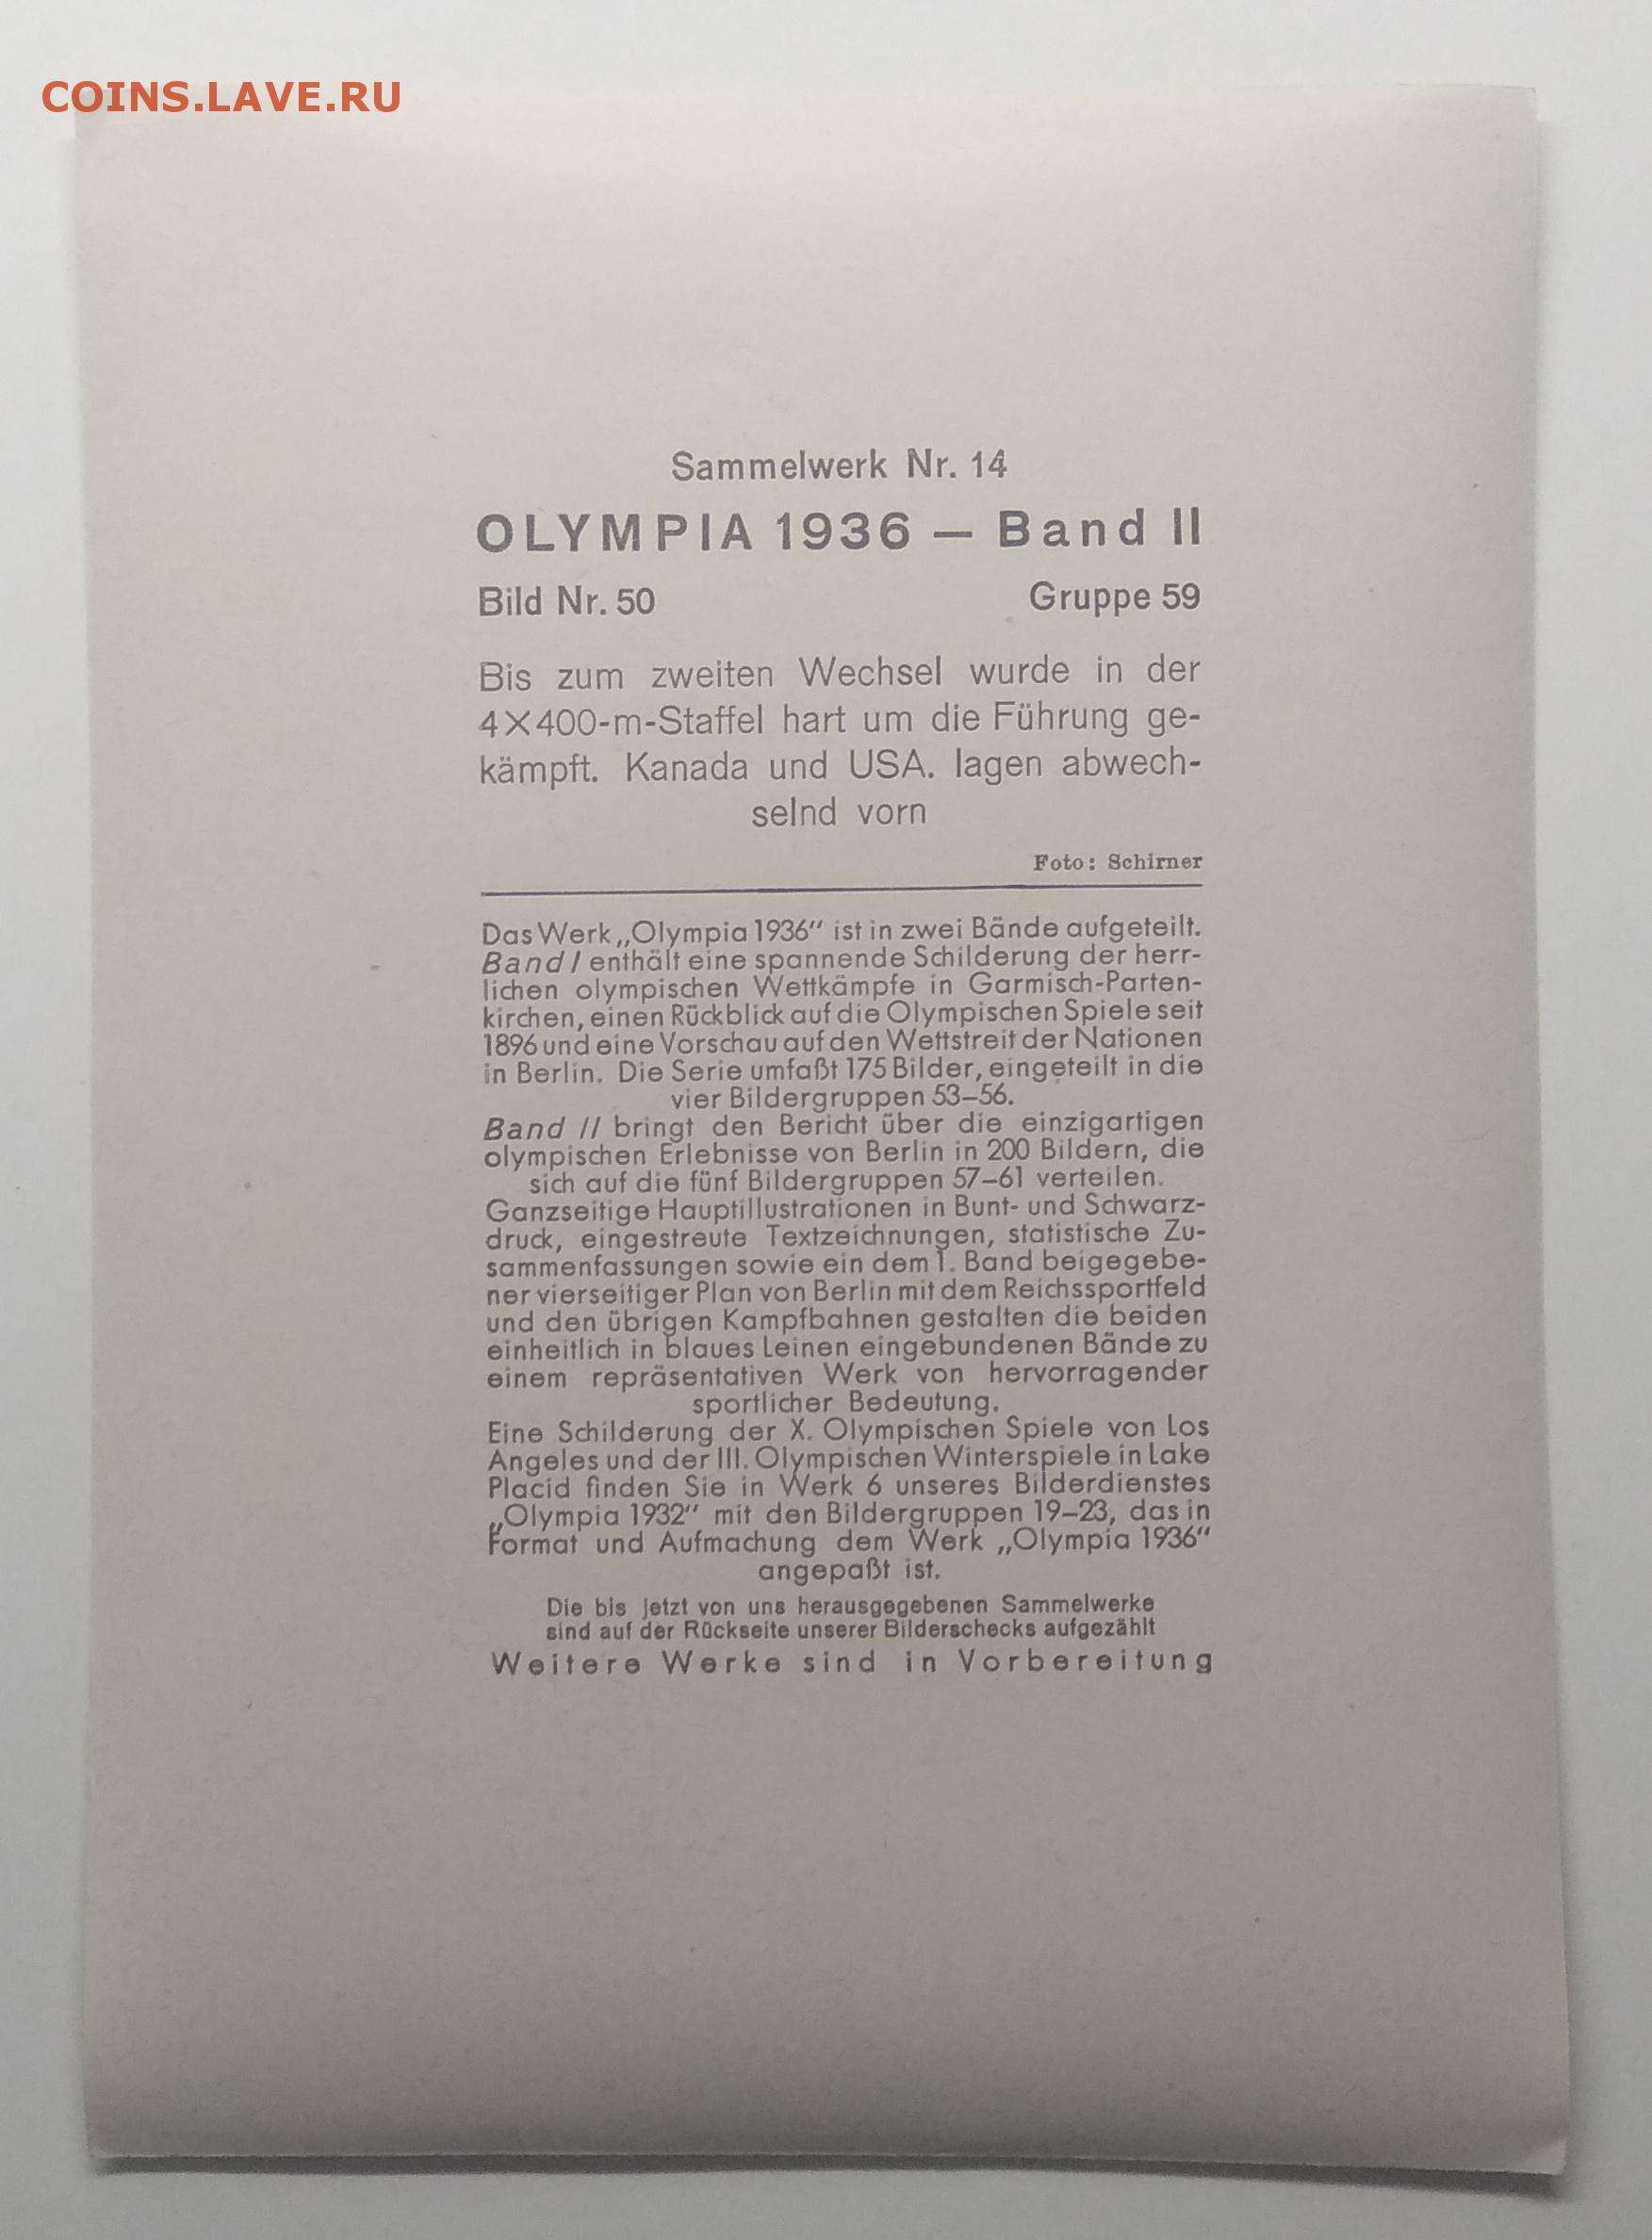 COINS.LAVE.RU
Sammelwerk Nr. 14
OLYMPIA 1936 — Band II
Bild Nr. 50 Gruppe 59
Bis zum zweiten Wechsel wurde in der
4×400-m-Staffel hart um die Führung ge-
kämpft. Kanada und USA. lagen abwech-
selnd vorn
Foto: Schirner
Das Werk „Olympia 1936“ ist in zwei Bände aufgeteilt.
Band I enthält eine spannende Schilderung der herr-
lichen olympischen Wettkämpfe in Garmisch-Parten-
kirchen, einen Rückblick auf die Olympischen Spiele seit
1896 und eine Vorschau auf den Wettstreit der Nationen
in Berlin. Die Serie umfaßt 175 Bilder, eingeteilt in die
vier Bildergruppen 53–56.
Band II bringt den Bericht über die einzigartigen
olympischen Erlebnisse von Berlin in 200 Bildern, die
sich auf die fünf Bildergruppen 57–61 verteilen.
Ganzseitige Hauptillustrationen in Bunt- und Schwarz-
druck, eingestreute Textzeichnungen, statistische Zu-
sammenfassungen sowie ein dem 1. Band beigegebe-
ner vierseitiger Plan von Berlin mit dem Reichssportfeld
und den übrigen Kampfbahnen gestalten die beiden
einheitlich in blaues Leinen eingebundenen Bände zu
einem repräsentativen Werk von hervorragender
sportlicher Bedeutung.
Eine Schilderung der X. Olympischen Spiele von Los
Angeles und der III. Olympischen Winterspiele in Lake
Placid finden Sie in Werk 6 unseres Bilderdienstes
„Olympia 1932“ mit den Bildergruppen 19–23, das in
Format und Aufmachung dem Werk „Olympia 1936“
angepaßt ist.
Die bis jetzt von uns herausgegebenen Sammelwerke
sind auf der Rückseite unserer Bilderschecks aufgezählt
Weitere Werke sind in Vorbereitung